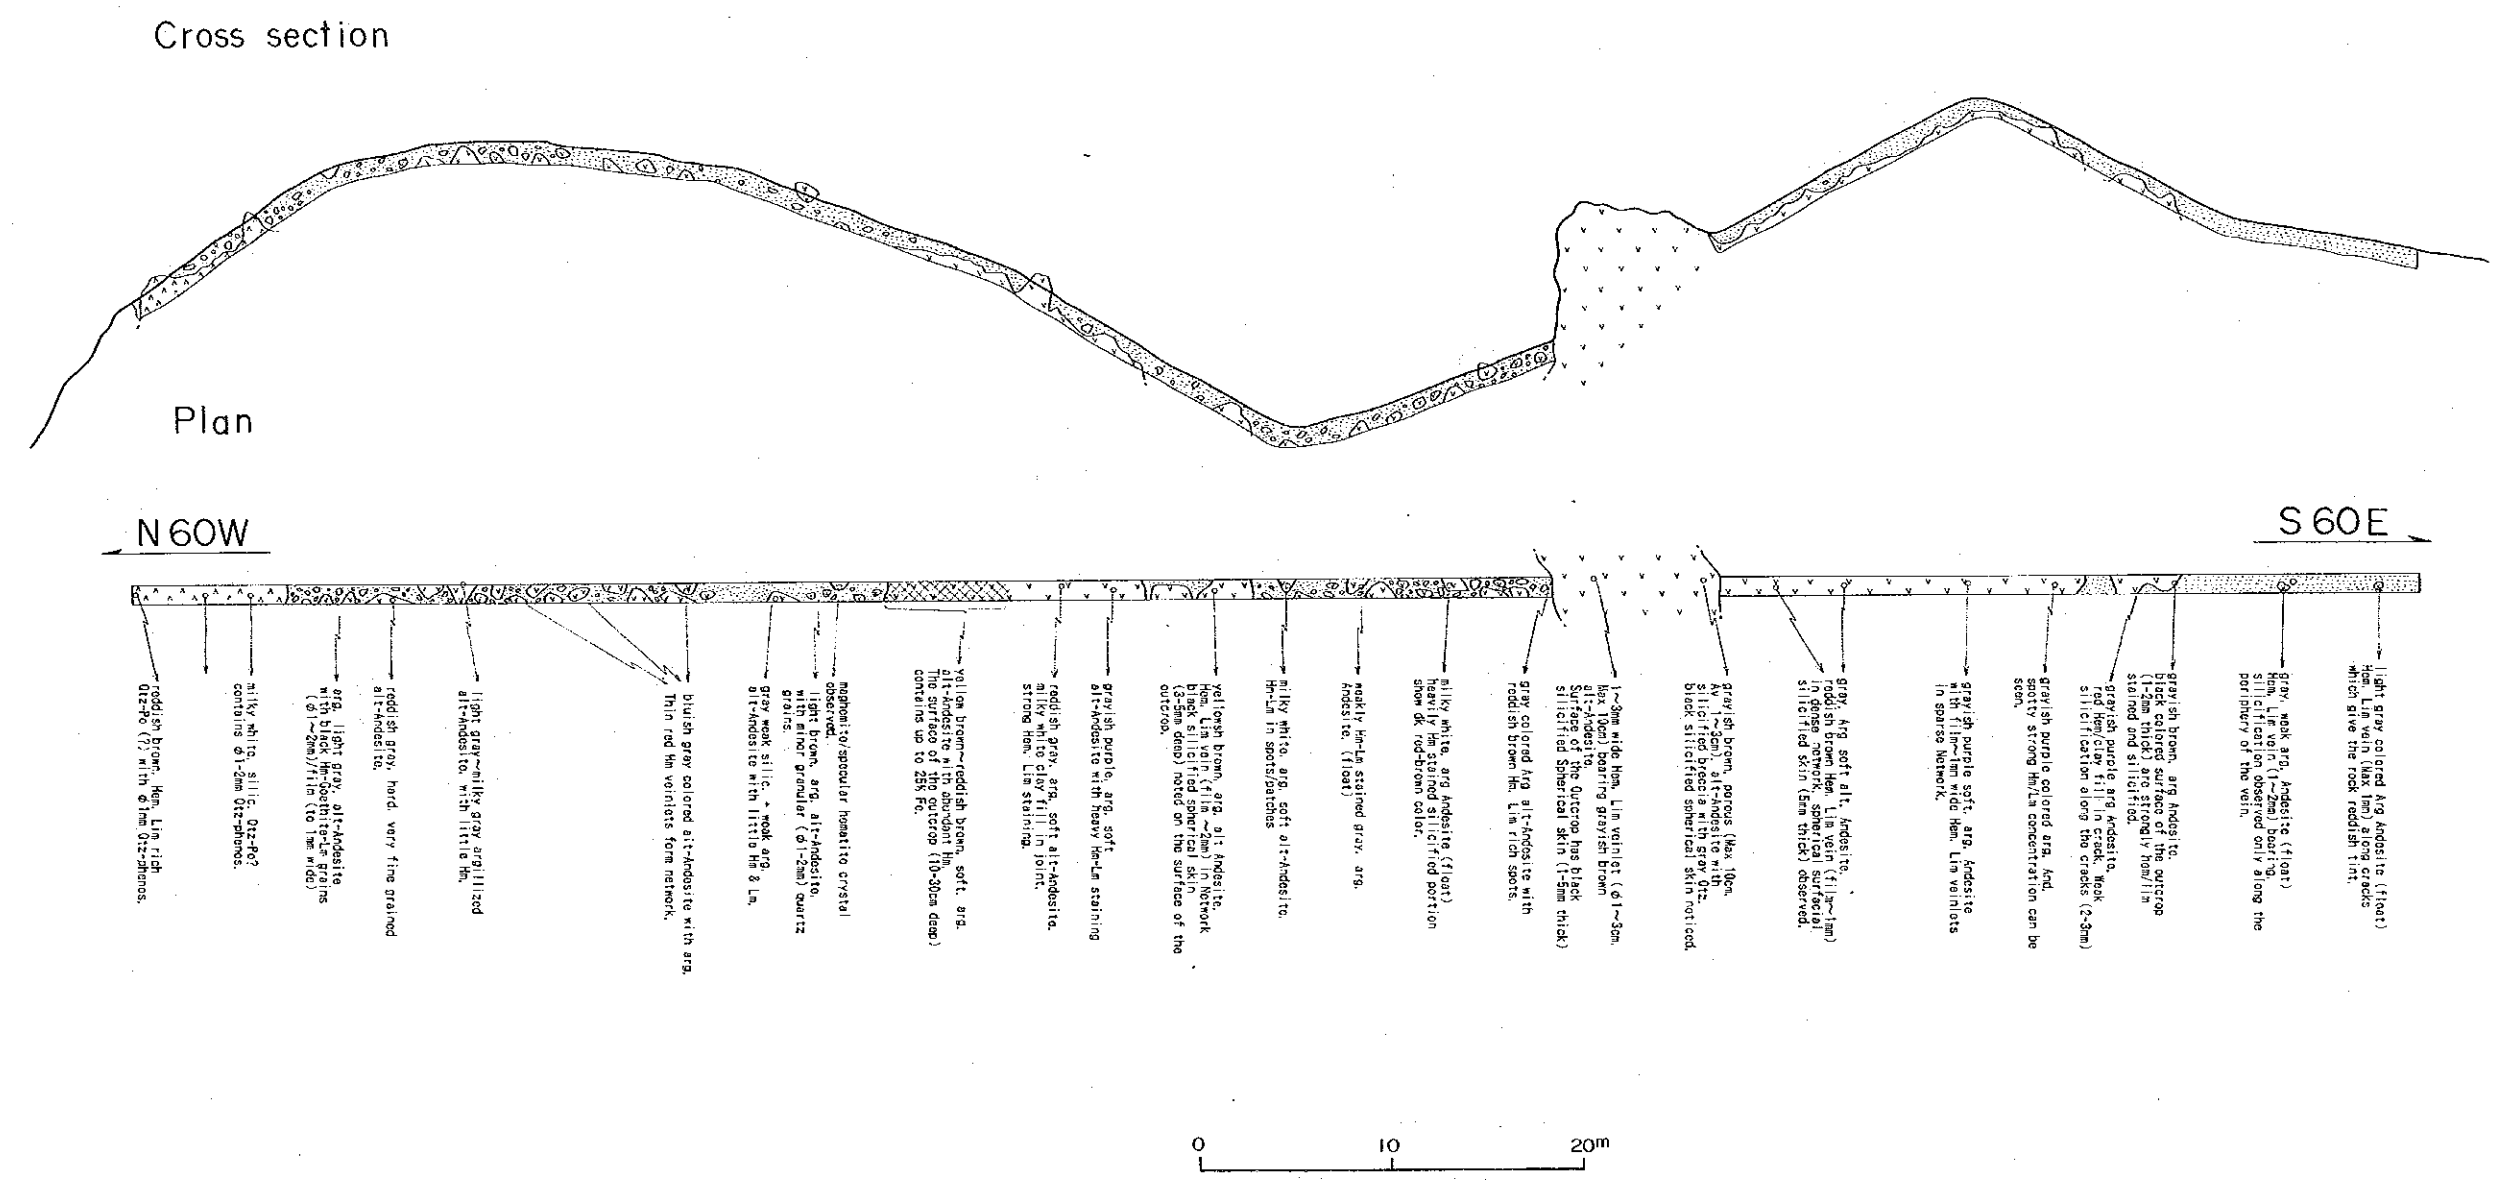 Cross section
Plan
N60W
S60E
reddish brown, Hem, Lim rich
Qtz-Po (?) with φ1mm Qtz-phenos.
milky white, silic. Qtz-Po?
contains φ1-2mm Qtz-phenos.
arg. light gray, alt-Andesite
with black Hm-Goethite-Lm grains
(φ1~2mm)/film (to 1mm wide)
reddish gray, hard, very fine grained
alt-Andesite.
light gray~milky gray argillized
alt-Andesite, with little Hm.
bluish gray colored alt-Andesite with arg.
Thin red Hm veinlets form network.
gray weak silic. + weak arg.
alt-Andesite with little Hm & Lm.
light brown, arg. alt-Andesite,
with minor granular (φ1-2mm) quartz
grains.
maghemite/specular hematite crystal
observed.
yellow brown~reddish brown, soft, arg.
alt-Andesite with abundant Hm.
The surface of the outcrop (10-30cm deep)
contains up to 25% Fe.
reddish gray, arg. soft alt-Andesite.
milky white clay fill in joint.
strong Hem. Lim staining.
grayish purple, arg. soft
alt-Andesite with heavy Hm-Lm staining
yellowsh brown, arg. alt Andesite.
Hem. Lim vein (film ~2mm) in Network
black silicified spherical skin
(3-5mm deep) noted on the surface of the
outcrop.
milky white, arg. soft alt-Andesite.
Hm-Lm in spots/patches
weakly Hm-Lm stained gray, arg.
Andesite. (float)
milky white, arg Andesite (float)
heavily Hm stained silicified portion
show dk red-brown color.
gray colored Arg alt-Andesite with
reddish brown Hm, Lim rich spots.
1~3mm wide Hem, Lim veinlet (φ1~3cm.
Max 10cm) bearing grayish brown
alt-Andesite.
Surface of the Outcrop has black
silicified Spherical skin (1-5mm thick)
grayish brown, porous (Max 10cm,
Av. 1~3cm), alt-Andesite with
silicified breccia with gray Qtz.
black silicified spherical skin noticed.
gray, Arg soft alt. Andesite.
reddish brown Hem. Lim vein (film~1mm)
in dense network, spherical surfacial
silicified skin (5mm thick) observed.
grayish purple soft, arg. Andesite
with film~1mm wide Hem. Lim veinlets
in sparse Network.
grayish purple colored arg. And.
spotty strong Hm/Lm concentration can be
seen.
grayish purple arg Andesite.
red Hem/clay fill in crack. Weak
silicification along the cracks (2-3mm)
grayish brown, arg Andesite.
black colored surface of the outcrop
(1-2mm thick) are strongly hem/lim
stained and silicified.
gray, weak arg. Andesite (float)
Hem. Lim vein (1~2mm) bearing.
silicification observed only along the
periphery of the vein.
light gray colored Arg Andesite (float)
Hem. Lim vein (Max 1mm) along cracks
which give the rock reddish tint.
0 10 20m